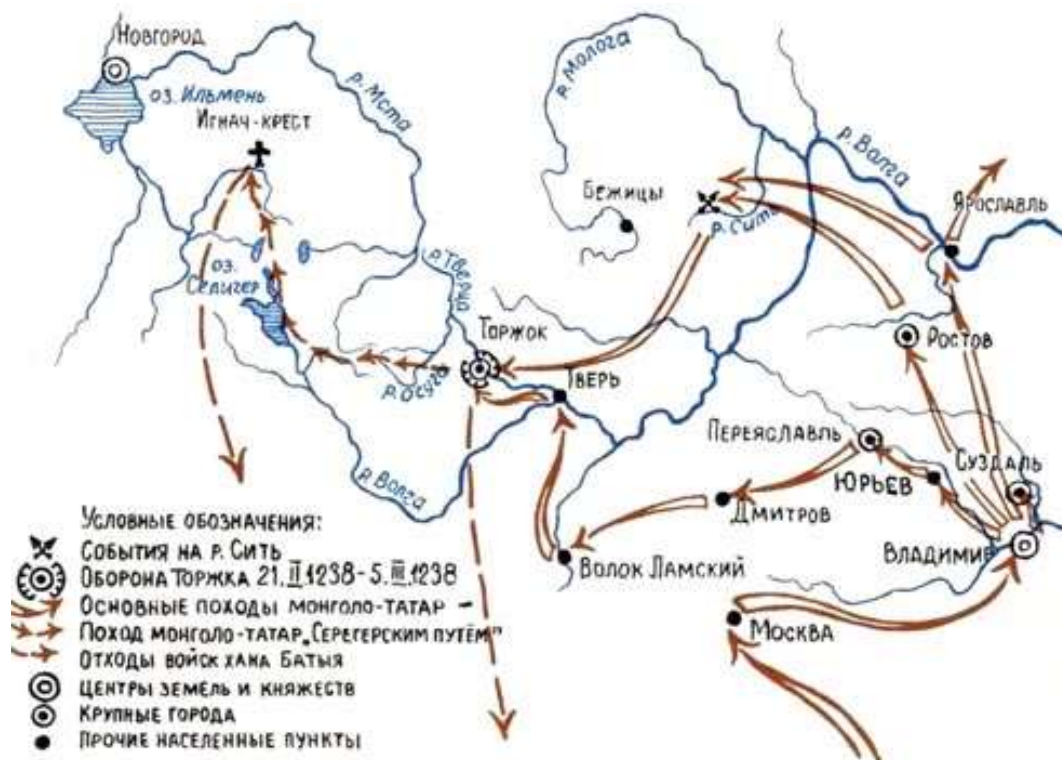 Новгород
оз. Ильмень
Игнач-крест
р. Мста
р. Молога
р. Волга
Бежицы
Ярославль
р. Сить
оз.
Селигер
р. Тверца
Торжок
Ростов
р. Осуга
Тверь
Переяславль
Суздаль
Юрьев
р. Волга
Дмитров
Владимир
Волок Ламский
Москва
Условные обозначения:
События на р. Сить
Оборона Торжка 21. II. 1238 - 5. III. 1238
Основные походы монголо-татар -
Поход монголо-татар „Серегерским путём"
Отходы войск хана Батыя
Центры земель и княжеств
Крупные города
Прочие населенные пункты